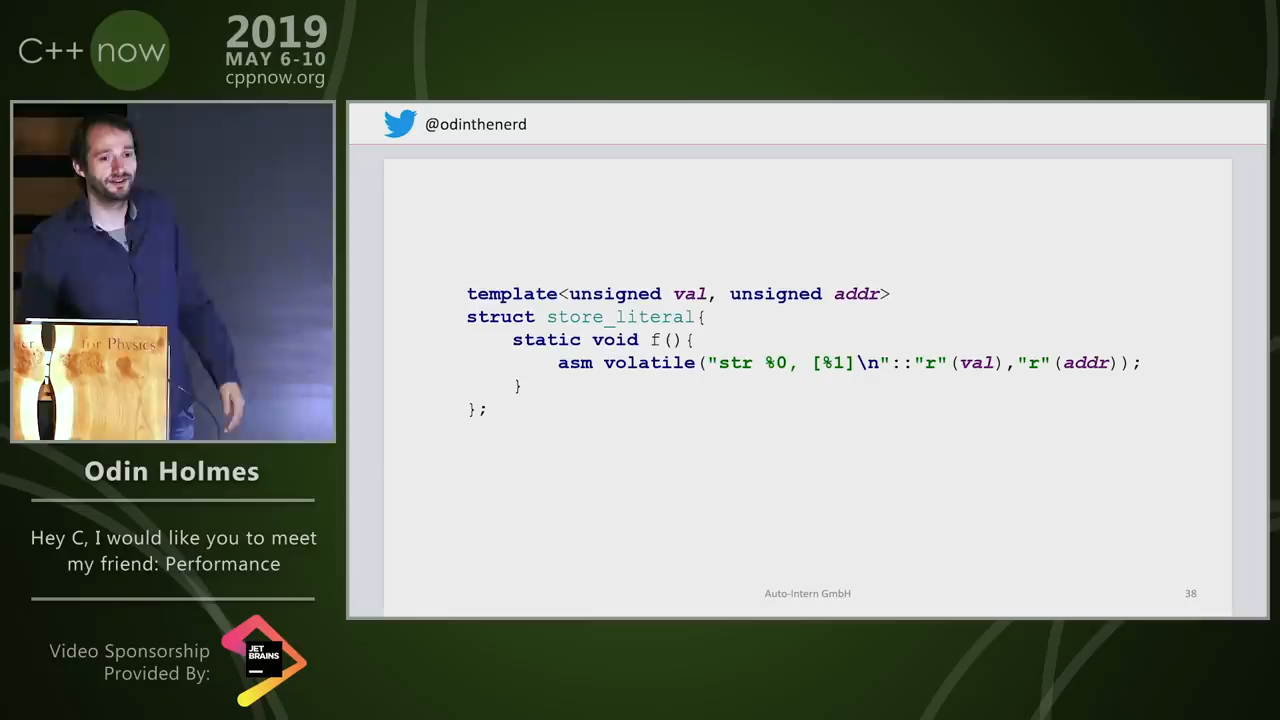 C++ now
2019
MAY 6-10
cppnow.org
@odinthenerd
template<unsigned val, unsigned addr>
struct store_literal{
    static void f(){
        asm volatile("str %0, [%1]\n"::"r"(val),"r"(addr));
    }
};
Auto-Intern GmbH
38
for Physics
Odin Holmes
Hey C, I would like you to meet
my friend: Performance
Video Sponsorship
Provided By:
JET
BRAINS